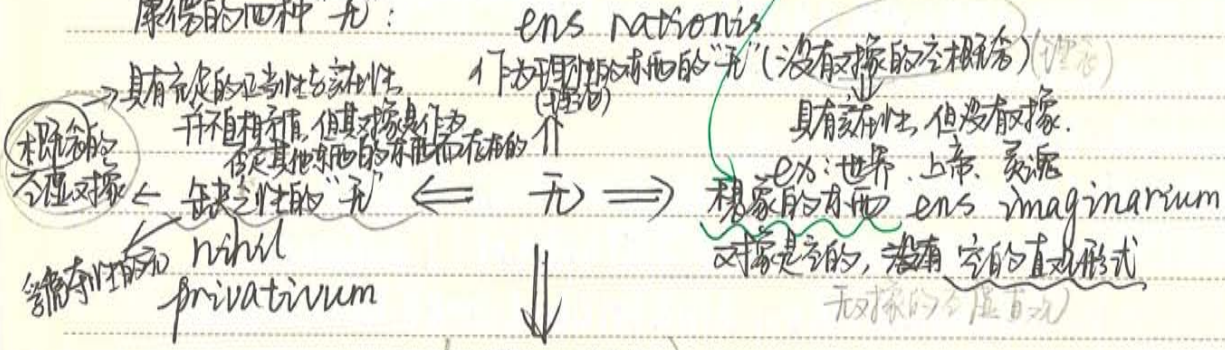 康德的四种"无":
ens rationis
作为理性的东西的"无"(没有对象的空概念)(理念)
(理念)
具有充足的正当性与实在性
并不自相矛盾,但其对象是作为
否定其他东西的东西而存在的
具有实在性,但没有对象.
ex:世界.上帝.灵魂
概念的
空虚对象
缺乏性的"无"
无
想象的东西 ens imaginarium
nihil
privativum
对象是空的,没有 空的直观形式
无对象的空虚直观)